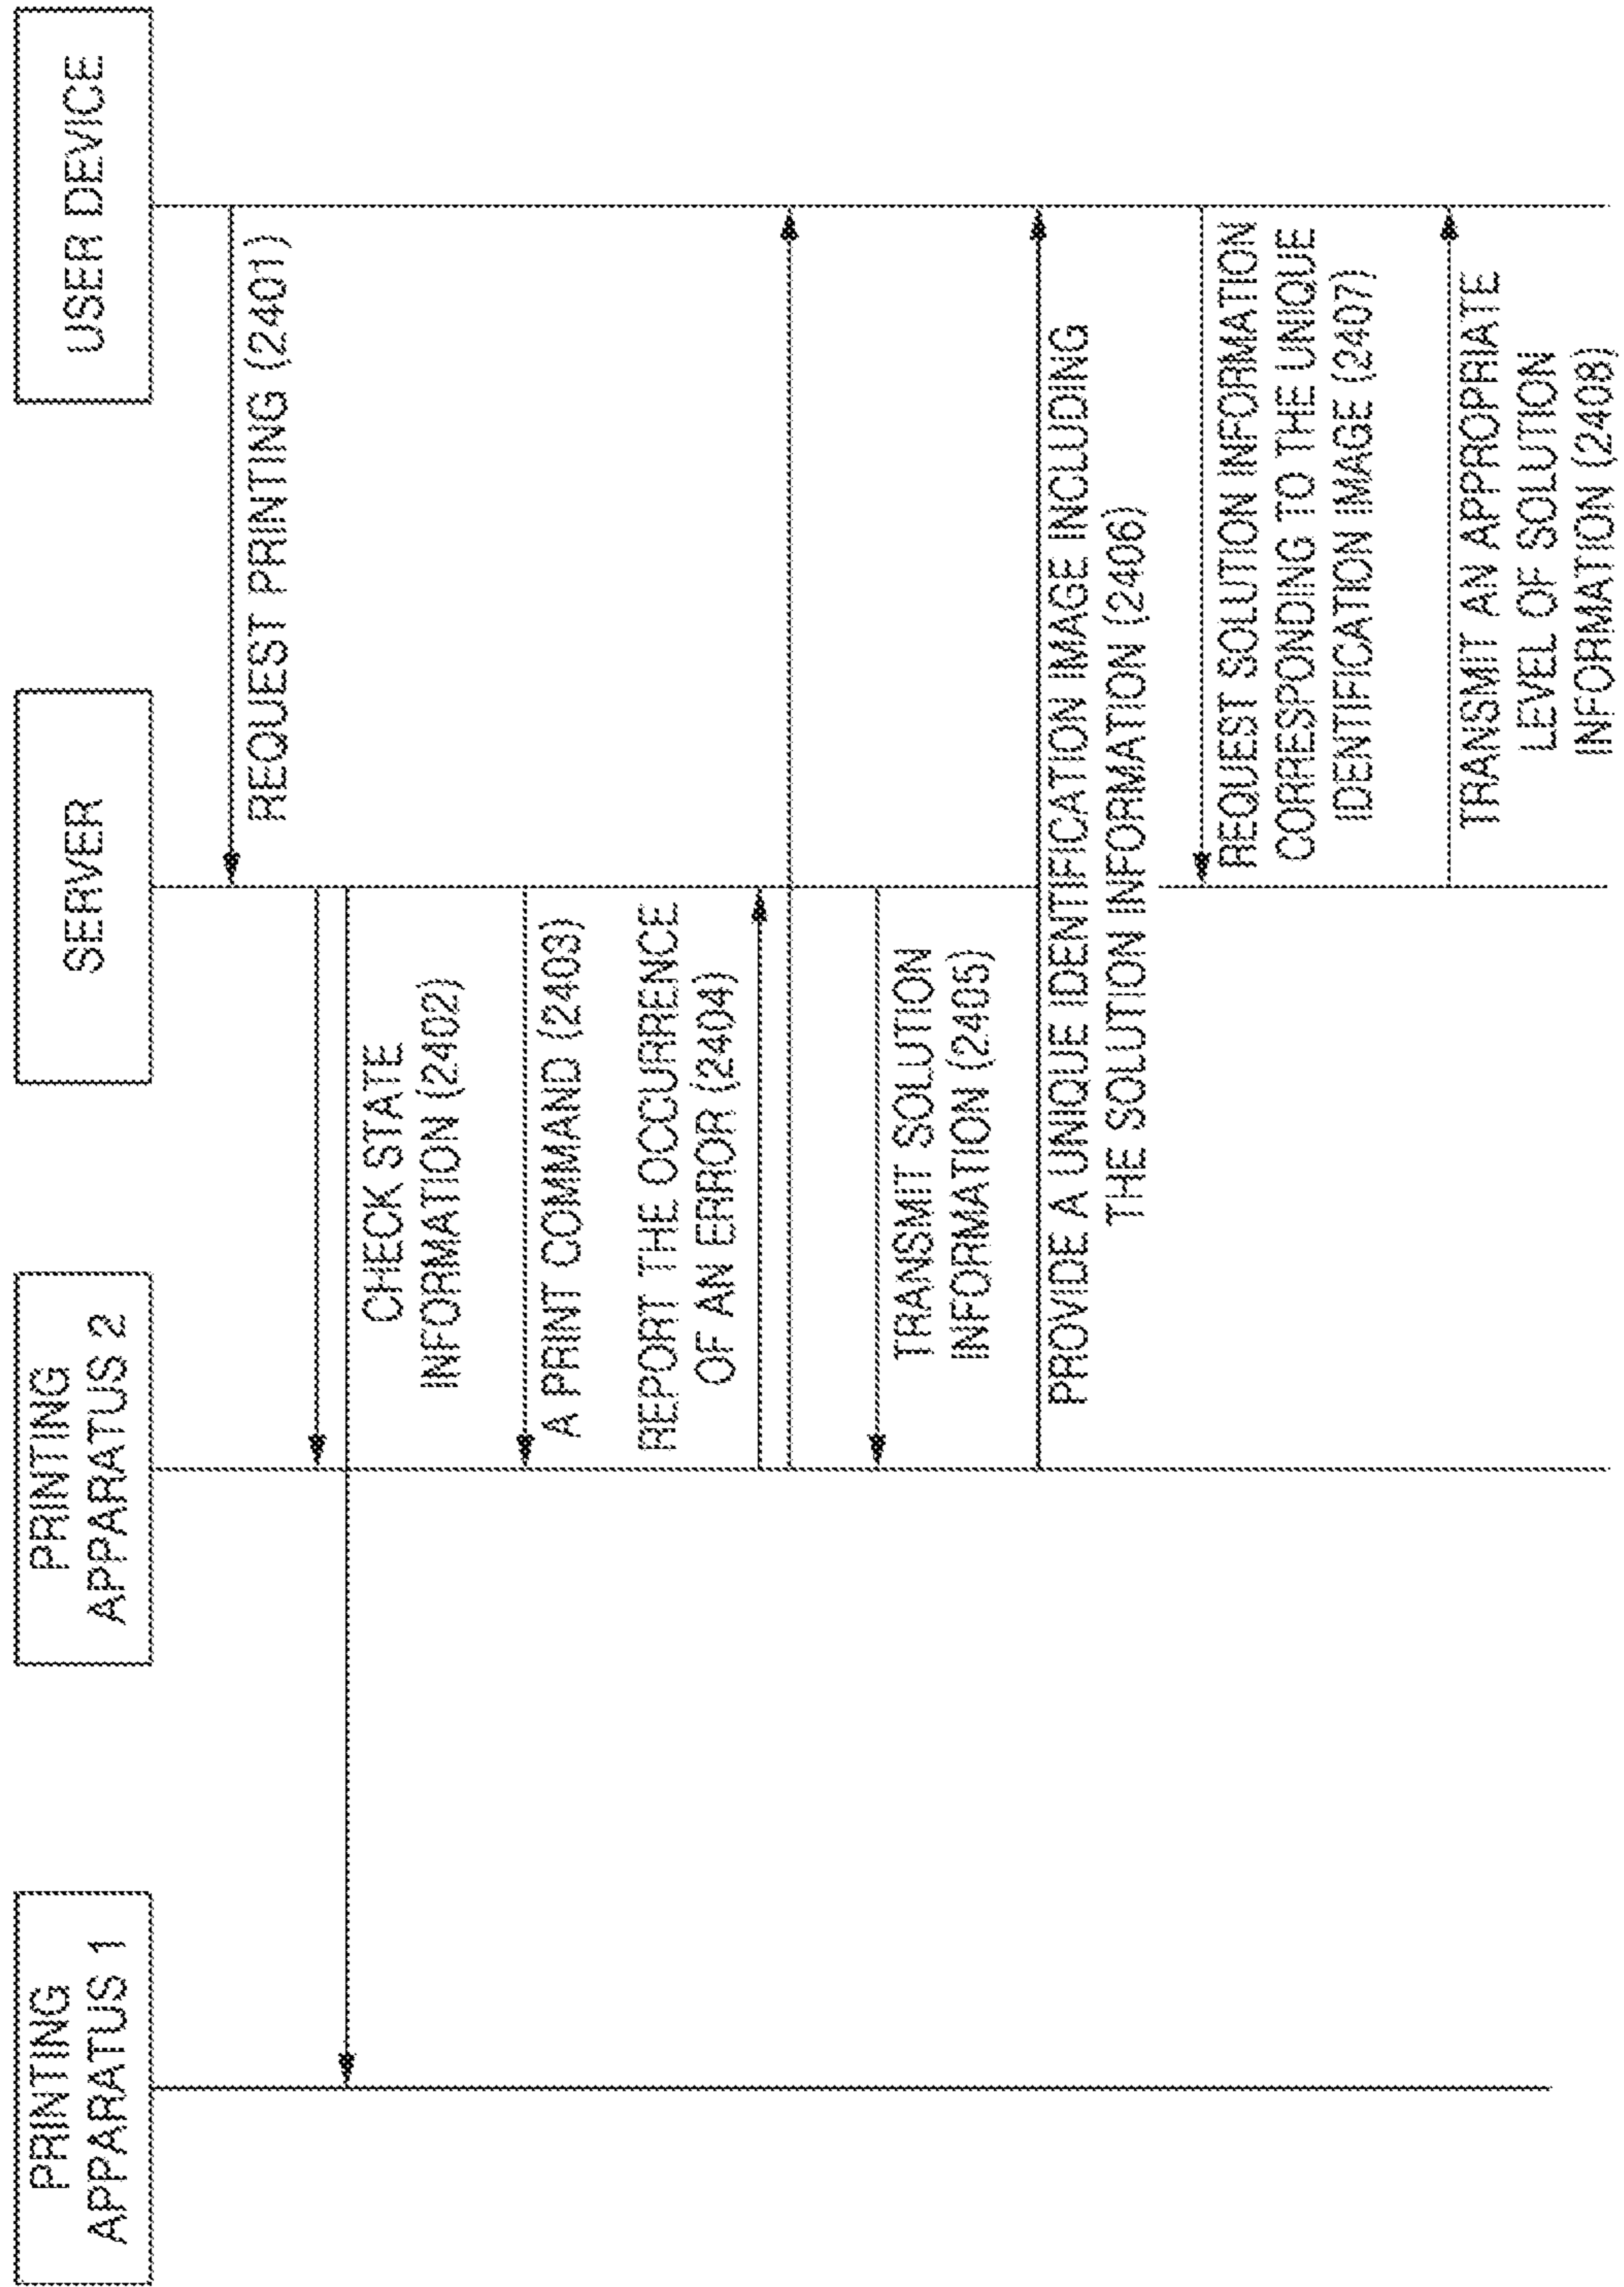 PRINTING
APPARATUS 1
PRINTING
APPARATUS 2
SERVER
USER DEVICE
REQUEST PRINTING (2401)
CHECK STATE
INFORMATION (2402)
A PRINT COMMAND (2403)
REPORT THE OCCURRENCE
OF AN ERROR (2404)
TRANSMIT SOLUTION
INFORMATION (2405)
PROVIDE A UNIQUE IDENTIFICATION IMAGE INCLUDING
THE SOLUTION INFORMATION (2406)
REQUEST SOLUTION INFORMATION
CORRESPONDING TO THE UNIQUE
IDENTIFICATION IMAGE (2407)
TRANSMIT AN APPROPRIATE
LEVEL OF SOLUTION
INFORMATION (2408)